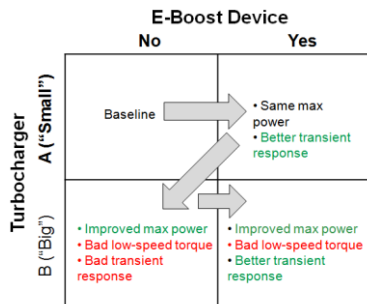 E-Boost Device
No Yes
Turbocharger
A ("Small")
Baseline
• Same max
power
• Better transient
response
B ("Big")
• Improved max power
• Bad low-speed torque
• Bad transient
response
• Improved max power
• Bad low-speed torque
• Better transient
response